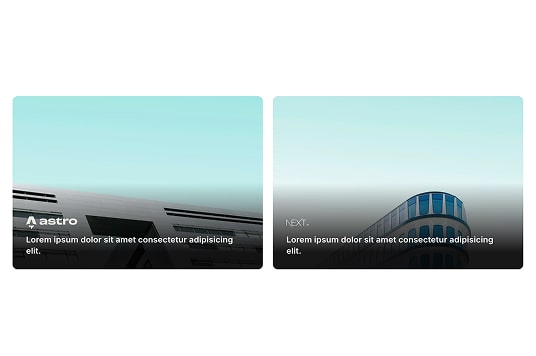 astro
Lorem ipsum dolor sit amet consectetur adipisicing
elit.
NEXT
Lorem ipsum dolor sit amet consectetur adipisicing
elit.